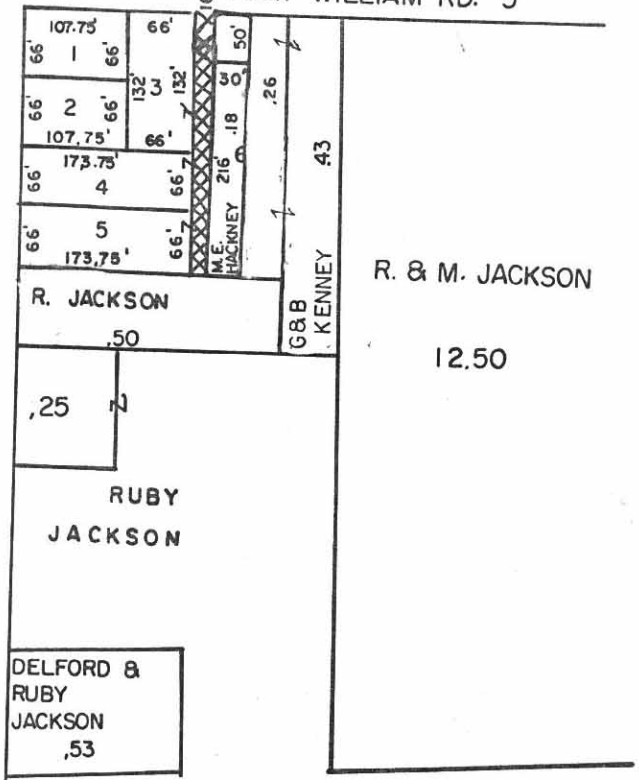 WILLIAM RD.
107.75'
66'
66' 1 66'
132' 3 132'
50'
30'
.26
66' 2 66'
107.75'
66'
.18
6
.43
173.75'
66' 4 66'
216'
66' 5 66'
173.75'
M. E.
HACKNEY
G&B
KENNEY
R. & M. JACKSON
12.50
R. JACKSON
.50
.25
RUBY
JACKSON
DELFORD &
RUBY
JACKSON
.53